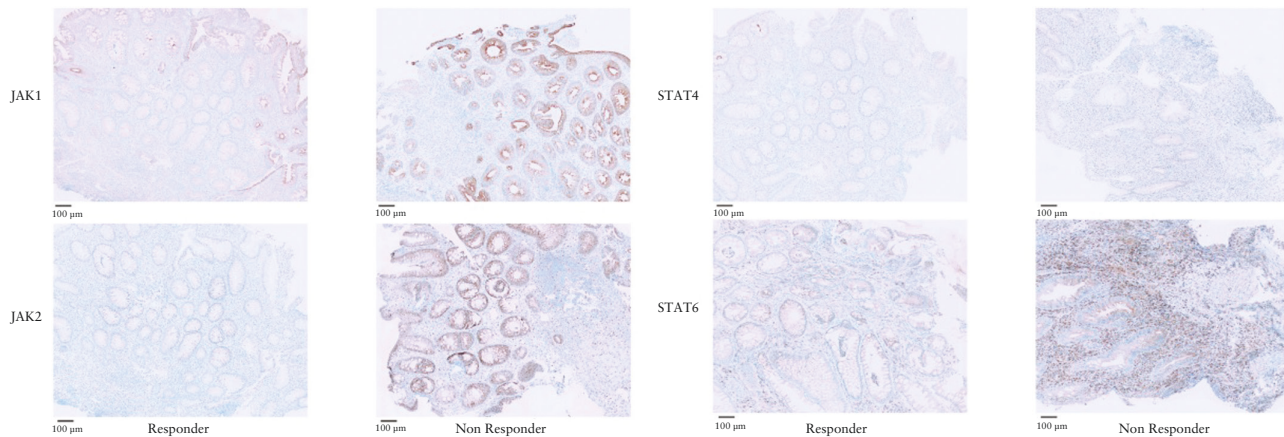 JAK1
STAT4
100 µm
100 µm
100 µm
100 µm
JAK2
STAT6
100 µm
100 µm
100 µm
100 µm
Responder
Non Responder
Responder
Non Responder